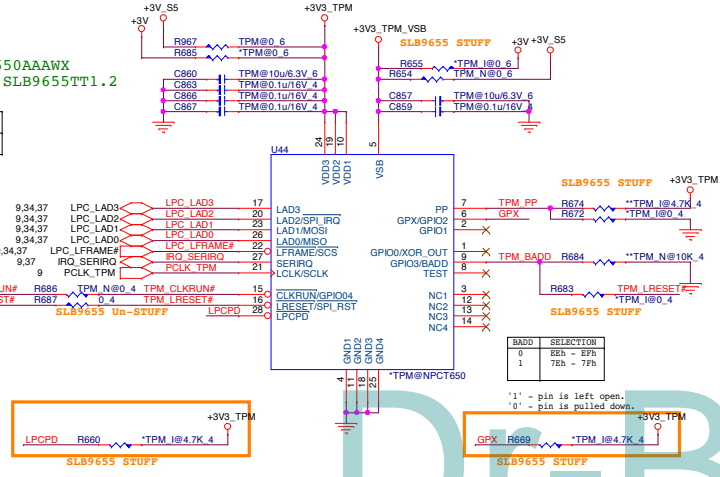 +3V_S5
+3V
+3V3_TPM
+3V3_TPM_VSB
SLB9655 STUFF
+3V +3V_S5
R967 TPM@0_6
R685 *TPM@0_6
R655 *TPM_I@0_6
R654 TPM_N@0_6
50AAAWX
SLB9655TT1.2
C860 TPM@10u/6.3V_6
C863 TPM@0.1u/16V_4
C866 TPM@0.1u/16V_4
C867 TPM@0.1u/16V_4
C857 TPM@10u/6.3V_6
C859 TPM@0.1u/16V_4
24 19 10 5
U44
VDD3 VDD2 VDD1 VSB
SLB9655 STUFF
+3V3_TPM
9,34,37 LPC_LAD3 LPC_LAD3 17 LAD3
9,34,37 LPC_LAD2 LPC_LAD2 20 LAD2/SPI_IRQ
9,34,37 LPC_LAD1 LPC_LAD1 23 LAD1/MOSI
9,34,37 LPC_LAD0 LPC_LAD0 26 LAD0/MISO
9,34,37 LPC_LFRAME# LPC_LFRAME# 22 LFRAME/SCS
9,37 IRQ_SERIRQ IRQ_SERIRQ 27 SERIRQ
9 PCLK_TPM PCLK_TPM 21 LCLK/SCLK
PP 7 TPM_PP R674 **TPM_I@4.7K_4
GPX/GPIO2 6 GPX R672 *TPM_I@0_4
GPIO1 2
GPIO0/XOR_OUT 1
GPIO3/BADD 9 TPM_BADD R684 **TPM_N@10K_4
TEST 8
UN# R686 TPM_N@0_4 TPM_CLKRUN# 15 CLKRUN/GPIO04
ST# R687 0_4 TPM_LRESET# 16 LRESET/SPI_RST
SLB9655 Un-STUFF
LPCPD 28 LPCPD
NC1 3
NC2 12
NC3 13
NC4 14
R683 TPM_LRESET#
*TPM_I@0_4
SLB9655 STUFF
GND1 GND2 GND3 GND4
4 11 18 25
*TPM@NPCT650
BADD SELECTION
0 EEh - EFh
1 7Eh - 7Fh
'1' - pin is left open.
'0' - pin is pulled down.
+3V3_TPM
LPCPD R660 *TPM_I@4.7K_4
SLB9655 STUFF
+3V3_TPM
GPX R669 *TPM_I@4.7K_4
SLB9655 STUFF
Dr-B